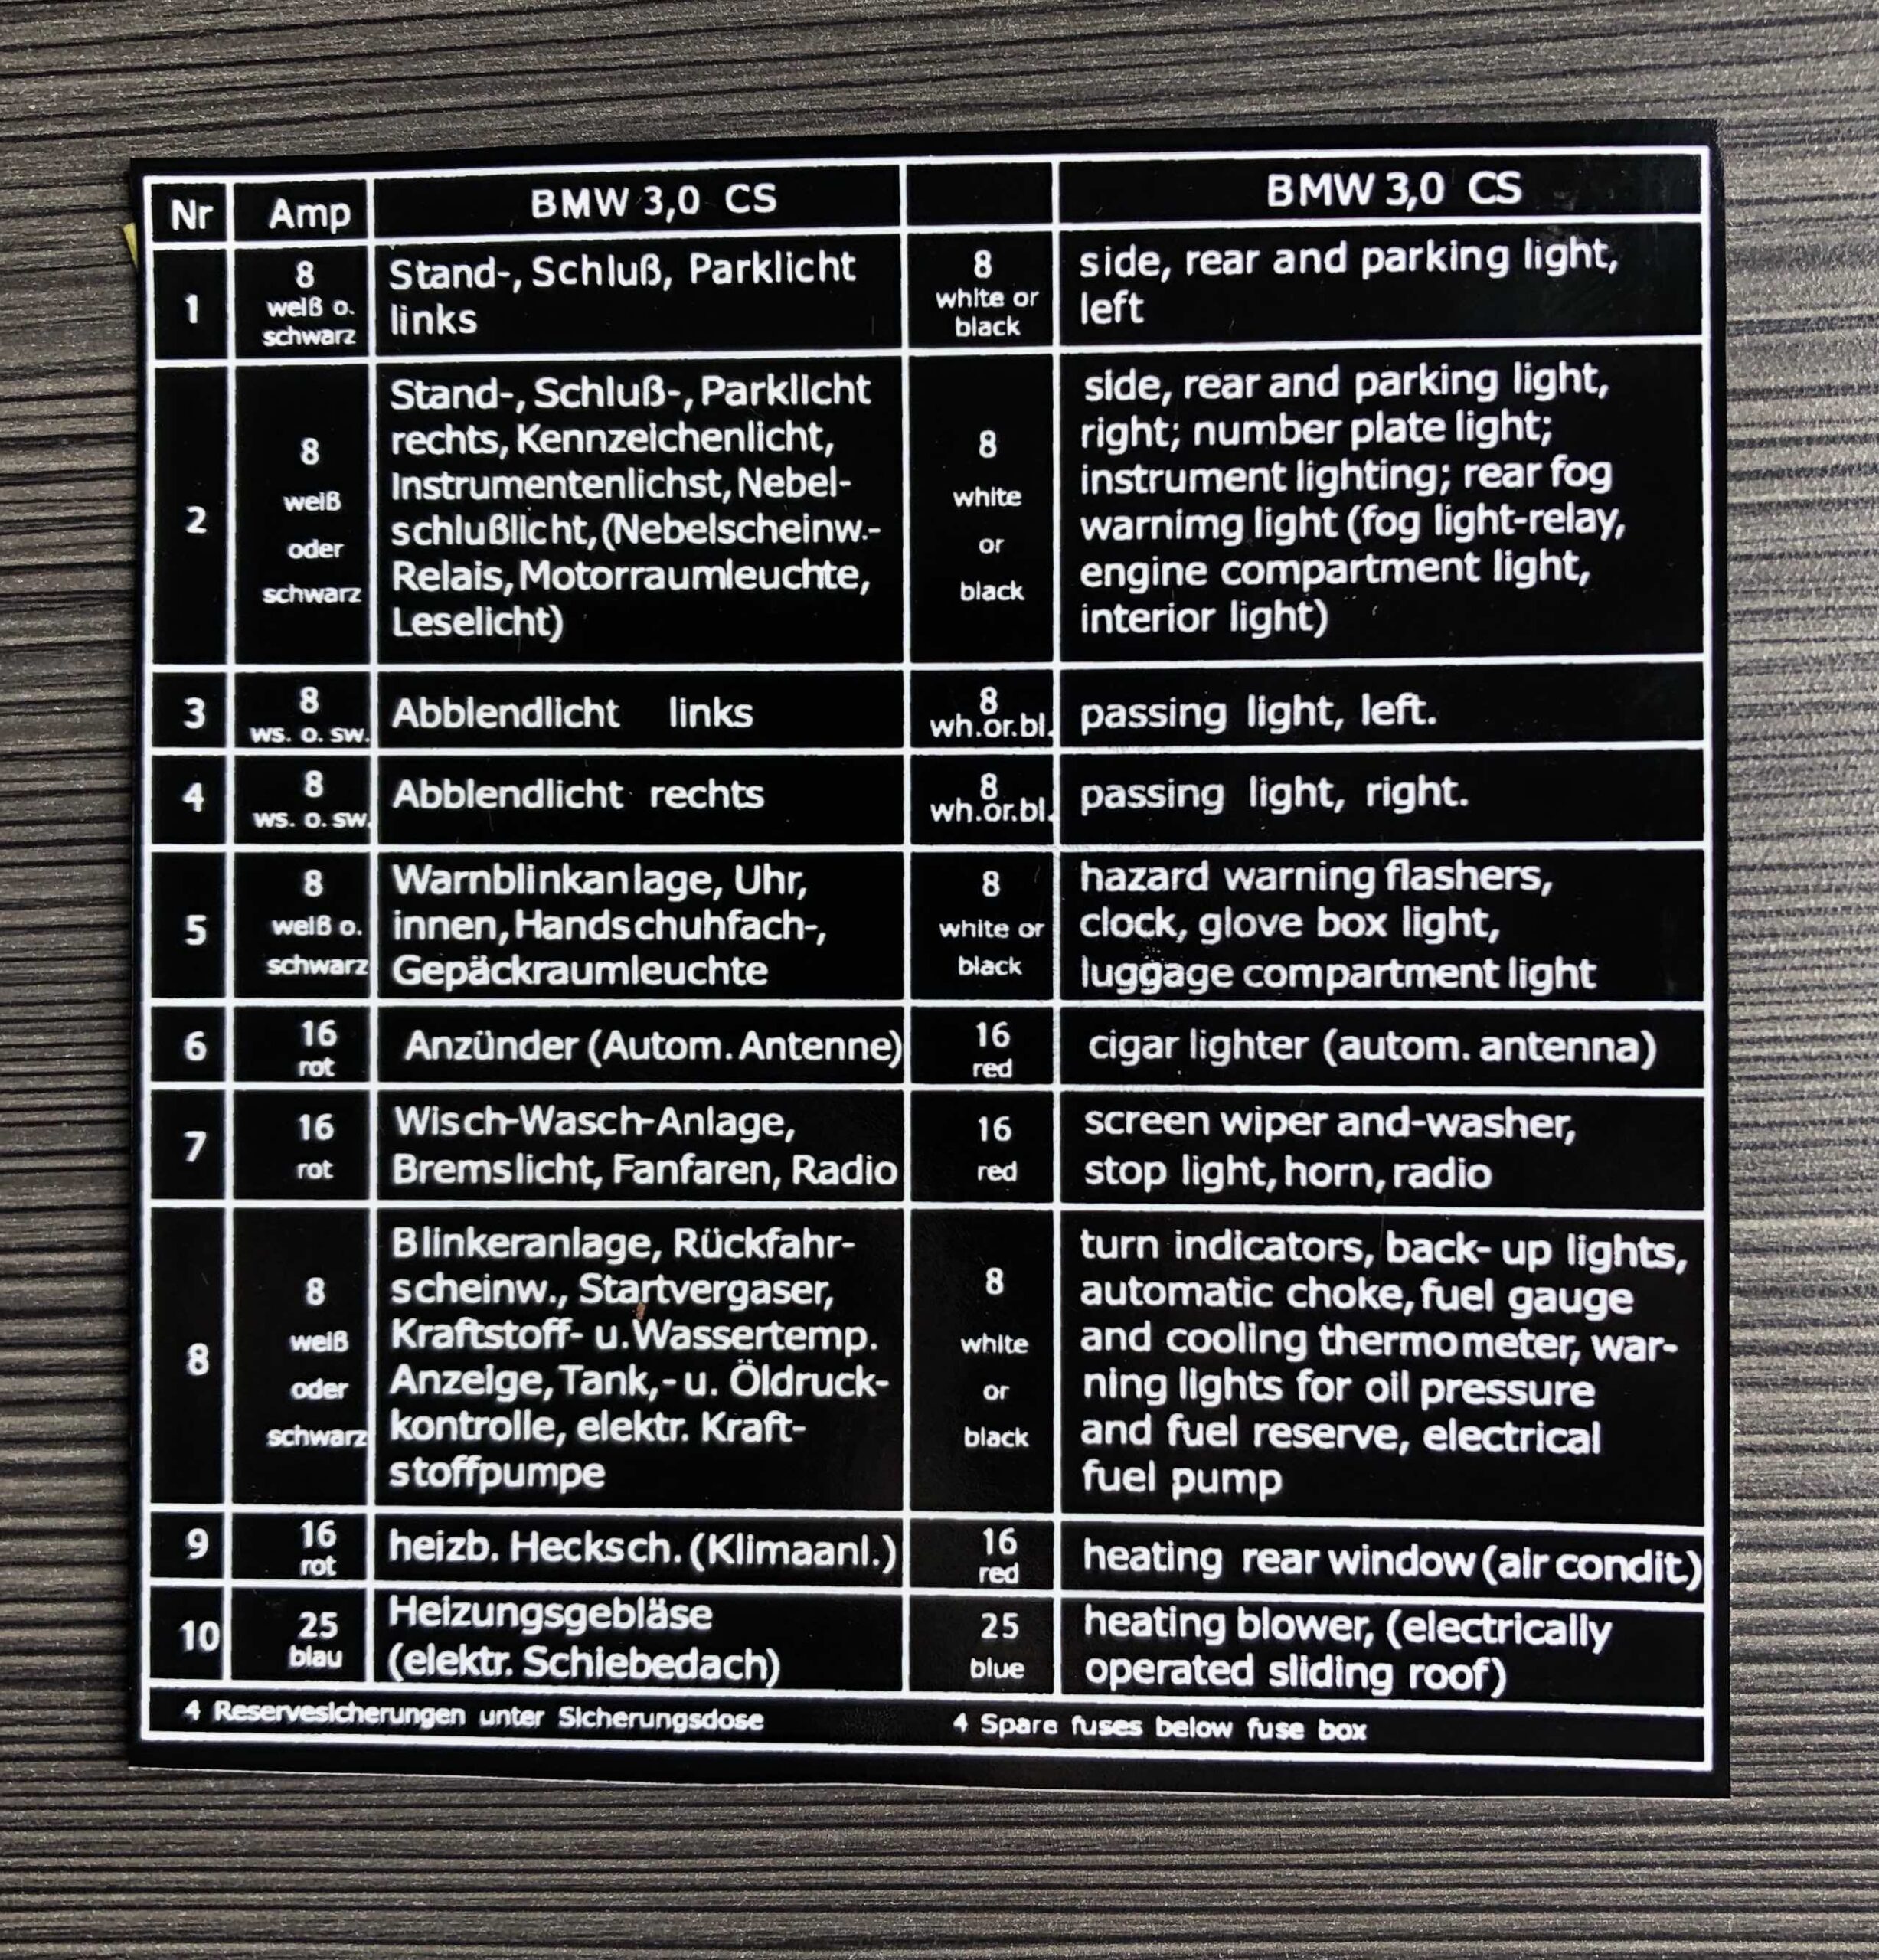 Nr Amp BMW 3,0 CS BMW 3,0 CS
1
8
weiß o.
schwarz
Stand-, Schluß, Parklicht
links
8
white or
black
side, rear and parking light,
left
2
8
weiß
oder
schwarz
Stand-, Schluß-, Parklicht
rechts, Kennzeichenlicht,
Instrumentenlichst, Nebel-
schlußlicht, (Nebelscheinw.-
Relais, Motorraumleuchte,
Leselicht)
8
white
or
black
side, rear and parking light,
right; number plate light;
instrument lighting; rear fog
warnimg light (fog light-relay,
engine compartment light,
interior light)
3
8
ws. o. sw.
Abblendlicht links
8
wh.or.bl.
passing light, left.
4
8
ws. o. sw.
Abblendlicht rechts
8
wh.or.bl.
passing light, right.
5
8
weiß o.
schwarz
Warnblinkanlage, Uhr,
innen, Handschuhfach-,
Gepäckraumleuchte
8
white or
black
hazard warning flashers,
clock, glove box light,
luggage compartment light
6
16
rot
Anzünder (Autom. Antenne)
16
red
cigar lighter (autom. antenna)
7
16
rot
Wisch-Wasch-Anlage,
Bremslicht, Fanfaren, Radio
16
red
screen wiper and-washer,
stop light, horn, radio
8
8
weiß
oder
schwarz
Blinkeranlage, Rückfahr-
scheinw., Startvergaser,
Kraftstoff- u. Wassertemp.
Anzeige, Tank,- u. Öldruck-
kontrolle, elektr. Kraft-
stoffpumpe
8
white
or
black
turn indicators, back- up lights,
automatic choke, fuel gauge
and cooling thermometer, war-
ning lights for oil pressure
and fuel reserve, electrical
fuel pump
9
16
rot
heizb. Hecksch. (Klimaanl.)
16
red
heating rear window (air condit.)
10
25
blau
Heizungsgebläse
(elektr. Schiebedach)
25
blue
heating blower, (electrically
operated sliding roof)
4 Reservesicherungen unter Sicherungsdose
4 Spare fuses below fuse box